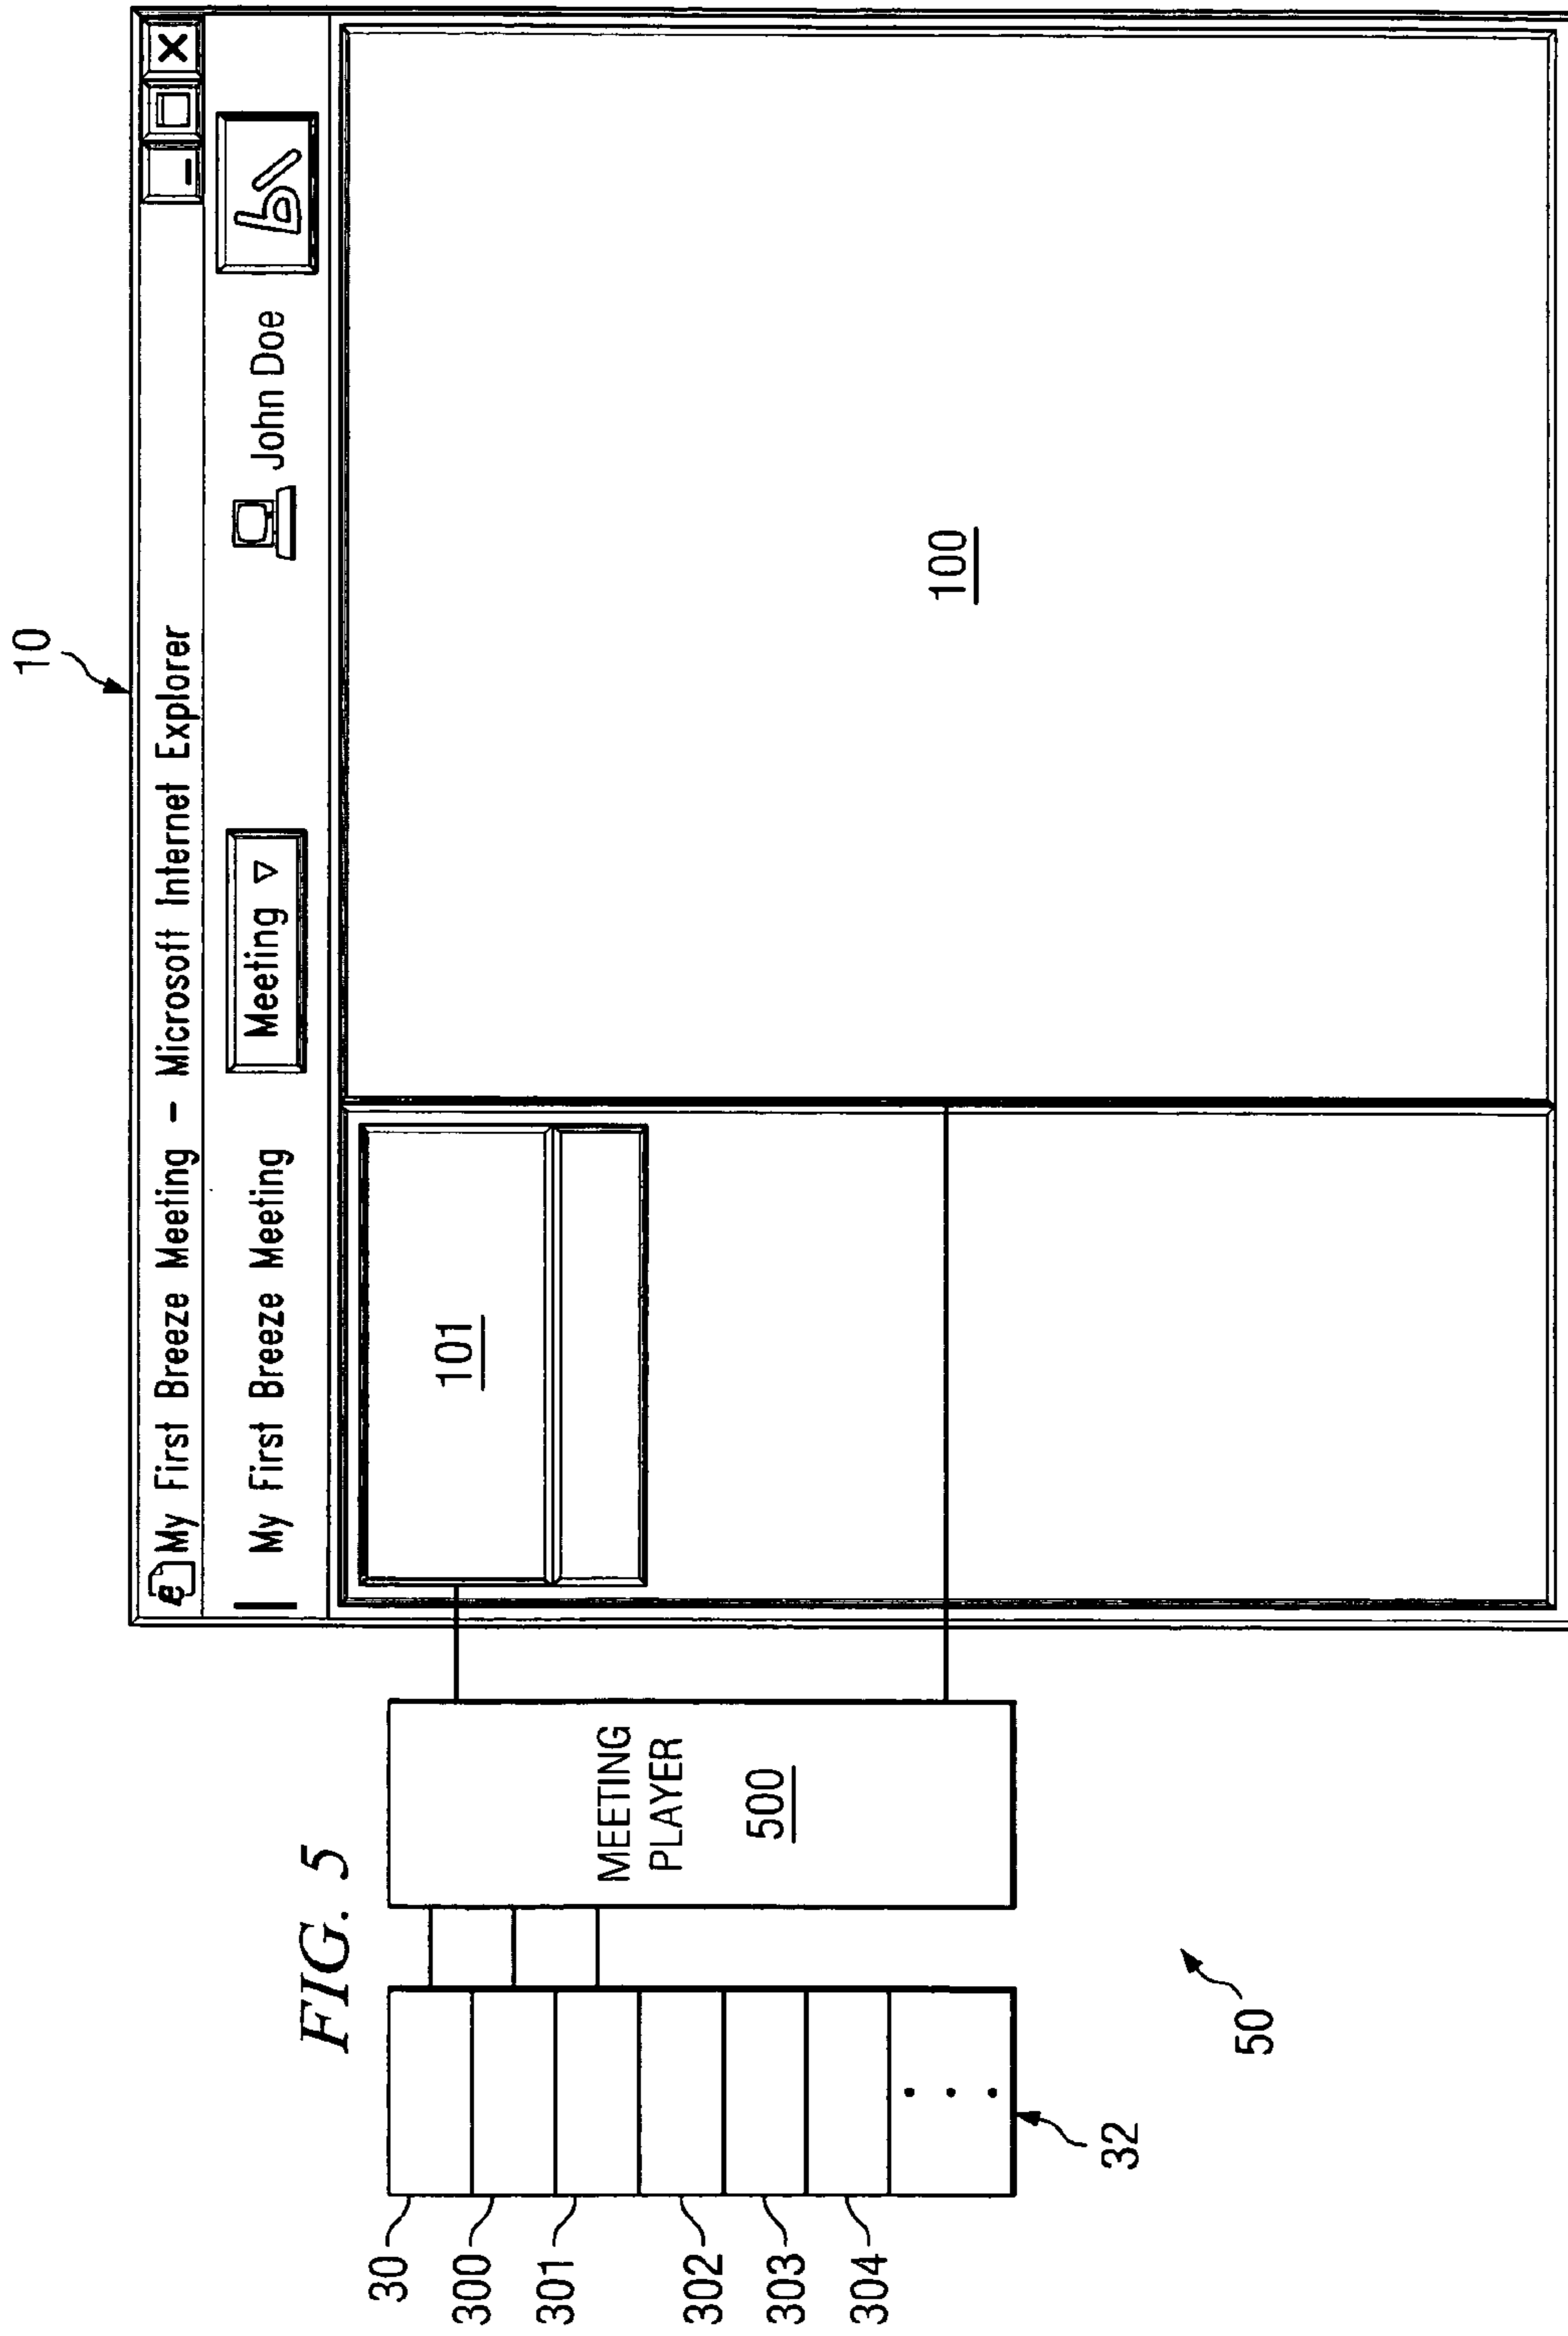 FIG. 5
10
My First Breeze Meeting – Microsoft Internet Explorer
My First Breeze Meeting
Meeting
John Doe
30
300
301
302
303
304
32
50
MEETING
PLAYER
500
101
100